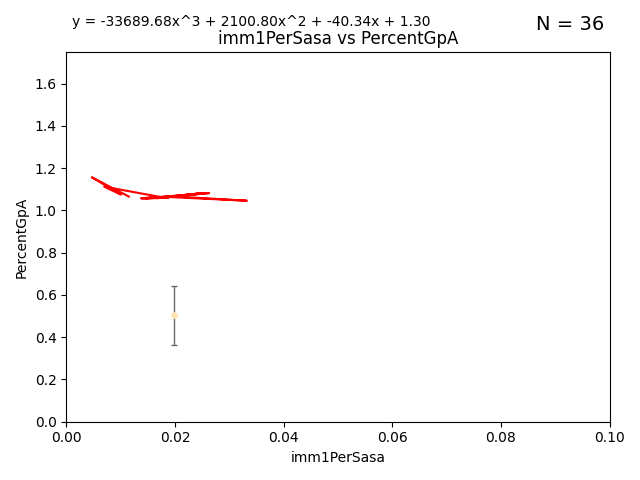 y = -33689.68x^3 + 2100.80x^2 + -40.34x + 1.30
N = 36
imm1PerSasa vs PercentGpA
PercentGpA
1.6
1.4
1.2
1.0
0.8
0.6
0.4
0.2
0.0
0.00 0.02 0.04 0.06 0.08 0.10
imm1PerSasa